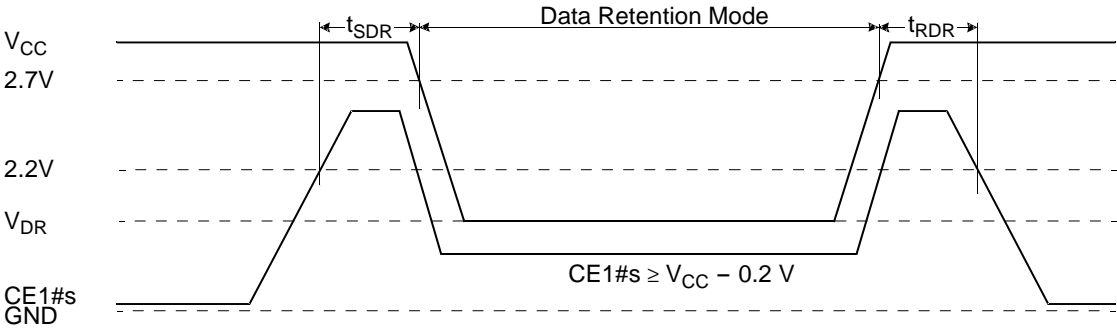 Data Retention Mode
tSDR
tRDR
VCC
2.7V
2.2V
VDR
CE1#s ≥ VCC − 0.2 V
CE1#s
GND